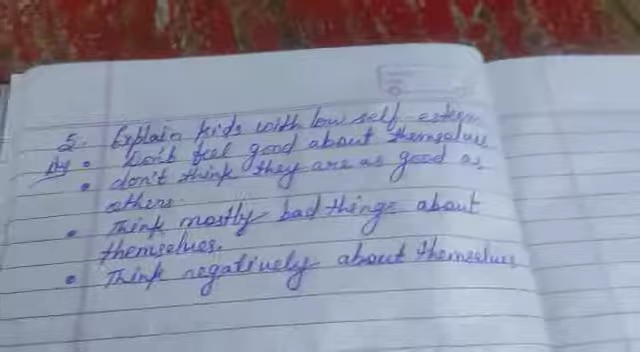 5. Explain kids with low self esteem
Ans • Don't feel good about themselves
• don't think they are as good as
others.
• Think mostly bad things about
themselves.
• Think negatively about themselves